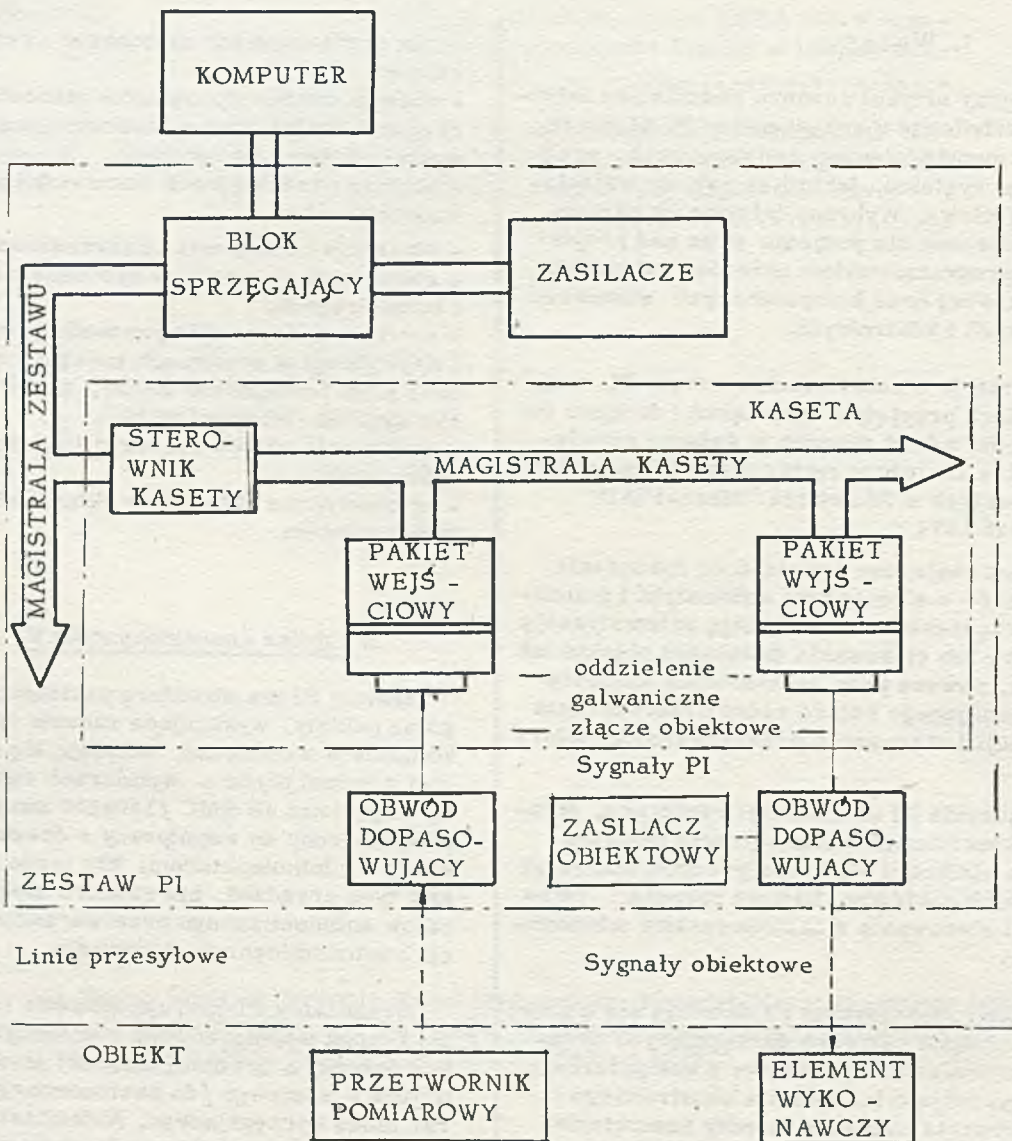 KOMPUTER
BLOK
SPRZĘGAJĄCY
ZASILACZE
MAGISTRALA ZESTAWU
KASETA
STERO-
WNIK
KASETY
MAGISTRALA KASETY
PAKIET
WEJŚ -
CIOWY
PAKIET
WYJŚ -
CIOWY
oddzielenie
galwaniczne
złącze obiektowe
Sygnały PI
OBWÓD
DOPASO-
WUJACY
ZASILACZ
OBIEKTOWY
OBWÓD
DOPASO-
WUJACY
ZESTAW PI
Linie przesyłowe
Sygnały obiektowe
OBIEKT
PRZETWORNIK
POMIAROWY
ELEMENT
WYKO -
NAWCZY